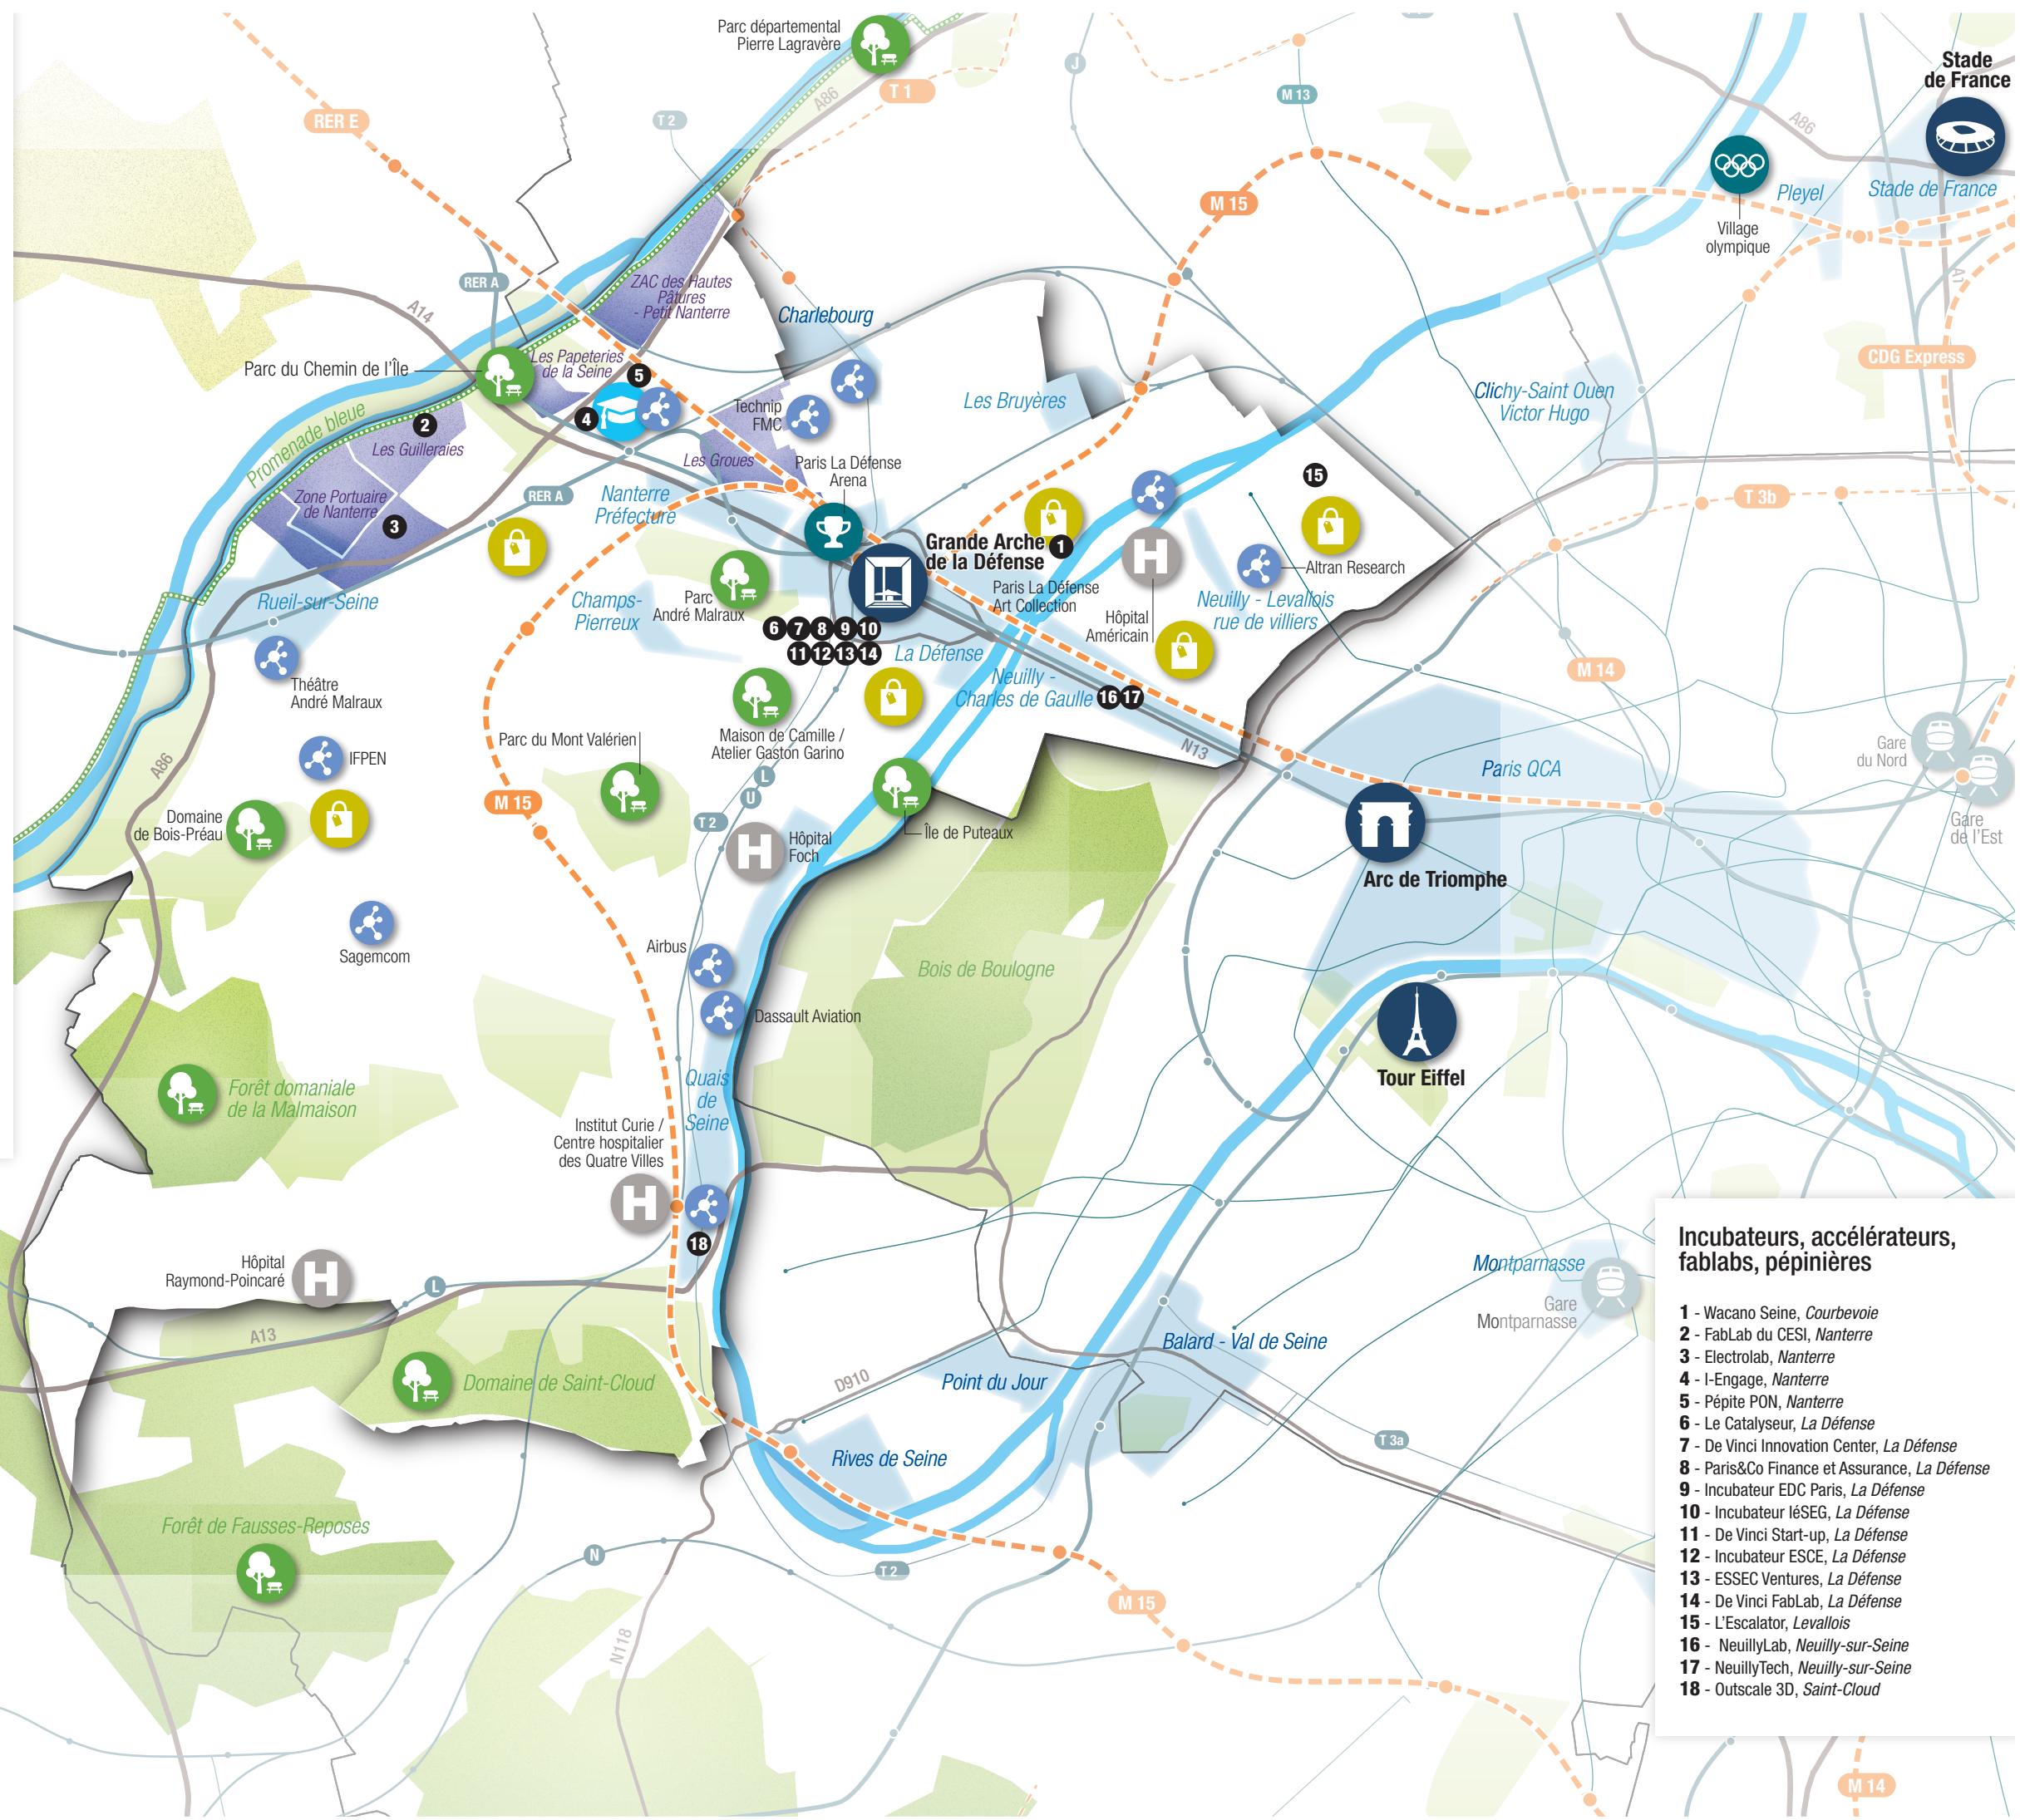 Parc départemental
Pierre Lagravère
Stade
de France
J
T 1
A86
M 13
RER E
T 2
A86
Pleyel
Stade de France
M 15
Village
olympique
RER A
ZAC des Hautes
Pâtures
- Petit Nanterre
A1
A14
Charlebourg
Parc du Chemin de l'Île
Les Papeteries
de la Seine
CDG Express
5
Clichy-Saint Ouen
Victor Hugo
Les Bruyères
Technip
FMC
4
2
Promenade bleue
Les Guilleraies
Les Groues
Paris La Défense
Arena
15
Zone Portuaire
de Nanterre
RER A
Nanterre
Préfecture
T 3b
3
Grande Arche
de la Défense
1
Altran Research
Paris La Défense
Art Collection
Rueil-sur-Seine
Champs-
Pierreux
Parc
André Malraux
Hôpital
Américain
Neuilly - Levallois
rue de villiers
6 7 8 9 10
11 12 13 14
La Défense
M 14
Théâtre
André Malraux
Neuilly -
Charles de Gaulle
16 17
Parc du Mont Valérien
Maison de Camille /
Atelier Gaston Garino
N13
Gare
du Nord
IFPEN
A86
L
Paris QCA
U
M 15
Domaine
de Bois-Préau
T 2
Île de Puteaux
Gare
de l'Est
Hôpital
Foch
Arc de Triomphe
Airbus
Sagemcom
Bois de Boulogne
Dassault Aviation
Quais
de
Seine
Tour Eiffel
Forêt domaniale
de la Malmaison
Institut Curie /
Centre hospitalier
des Quatre Villes
18
Hôpital
Raymond-Poincaré
L
Montparnasse
Gare
Montparnasse
A13
Balard - Val de Seine
Domaine de Saint-Cloud
D910
Point du Jour
T 3a
Rives de Seine
Forêt de Fausses-Reposes
N
T 2
M 15
N118
M 14
Incubateurs, accélérateurs,
fablabs, pépinières
1 - Wacano Seine, Courbevoie
2 - FabLab du CESI, Nanterre
3 - Electrolab, Nanterre
4 - I-Engage, Nanterre
5 - Pépite PON, Nanterre
6 - Le Catalyseur, La Défense
7 - De Vinci Innovation Center, La Défense
8 - Paris&Co Finance et Assurance, La Défense
9 - Incubateur EDC Paris, La Défense
10 - Incubateur IéSEG, La Défense
11 - De Vinci Start-up, La Défense
12 - Incubateur ESCE, La Défense
13 - ESSEC Ventures, La Défense
14 - De Vinci FabLab, La Défense
15 - L'Escalator, Levallois
16 - NeuillyLab, Neuilly-sur-Seine
17 - NeuillyTech, Neuilly-sur-Seine
18 - Outscale 3D, Saint-Cloud
H
H
H
H